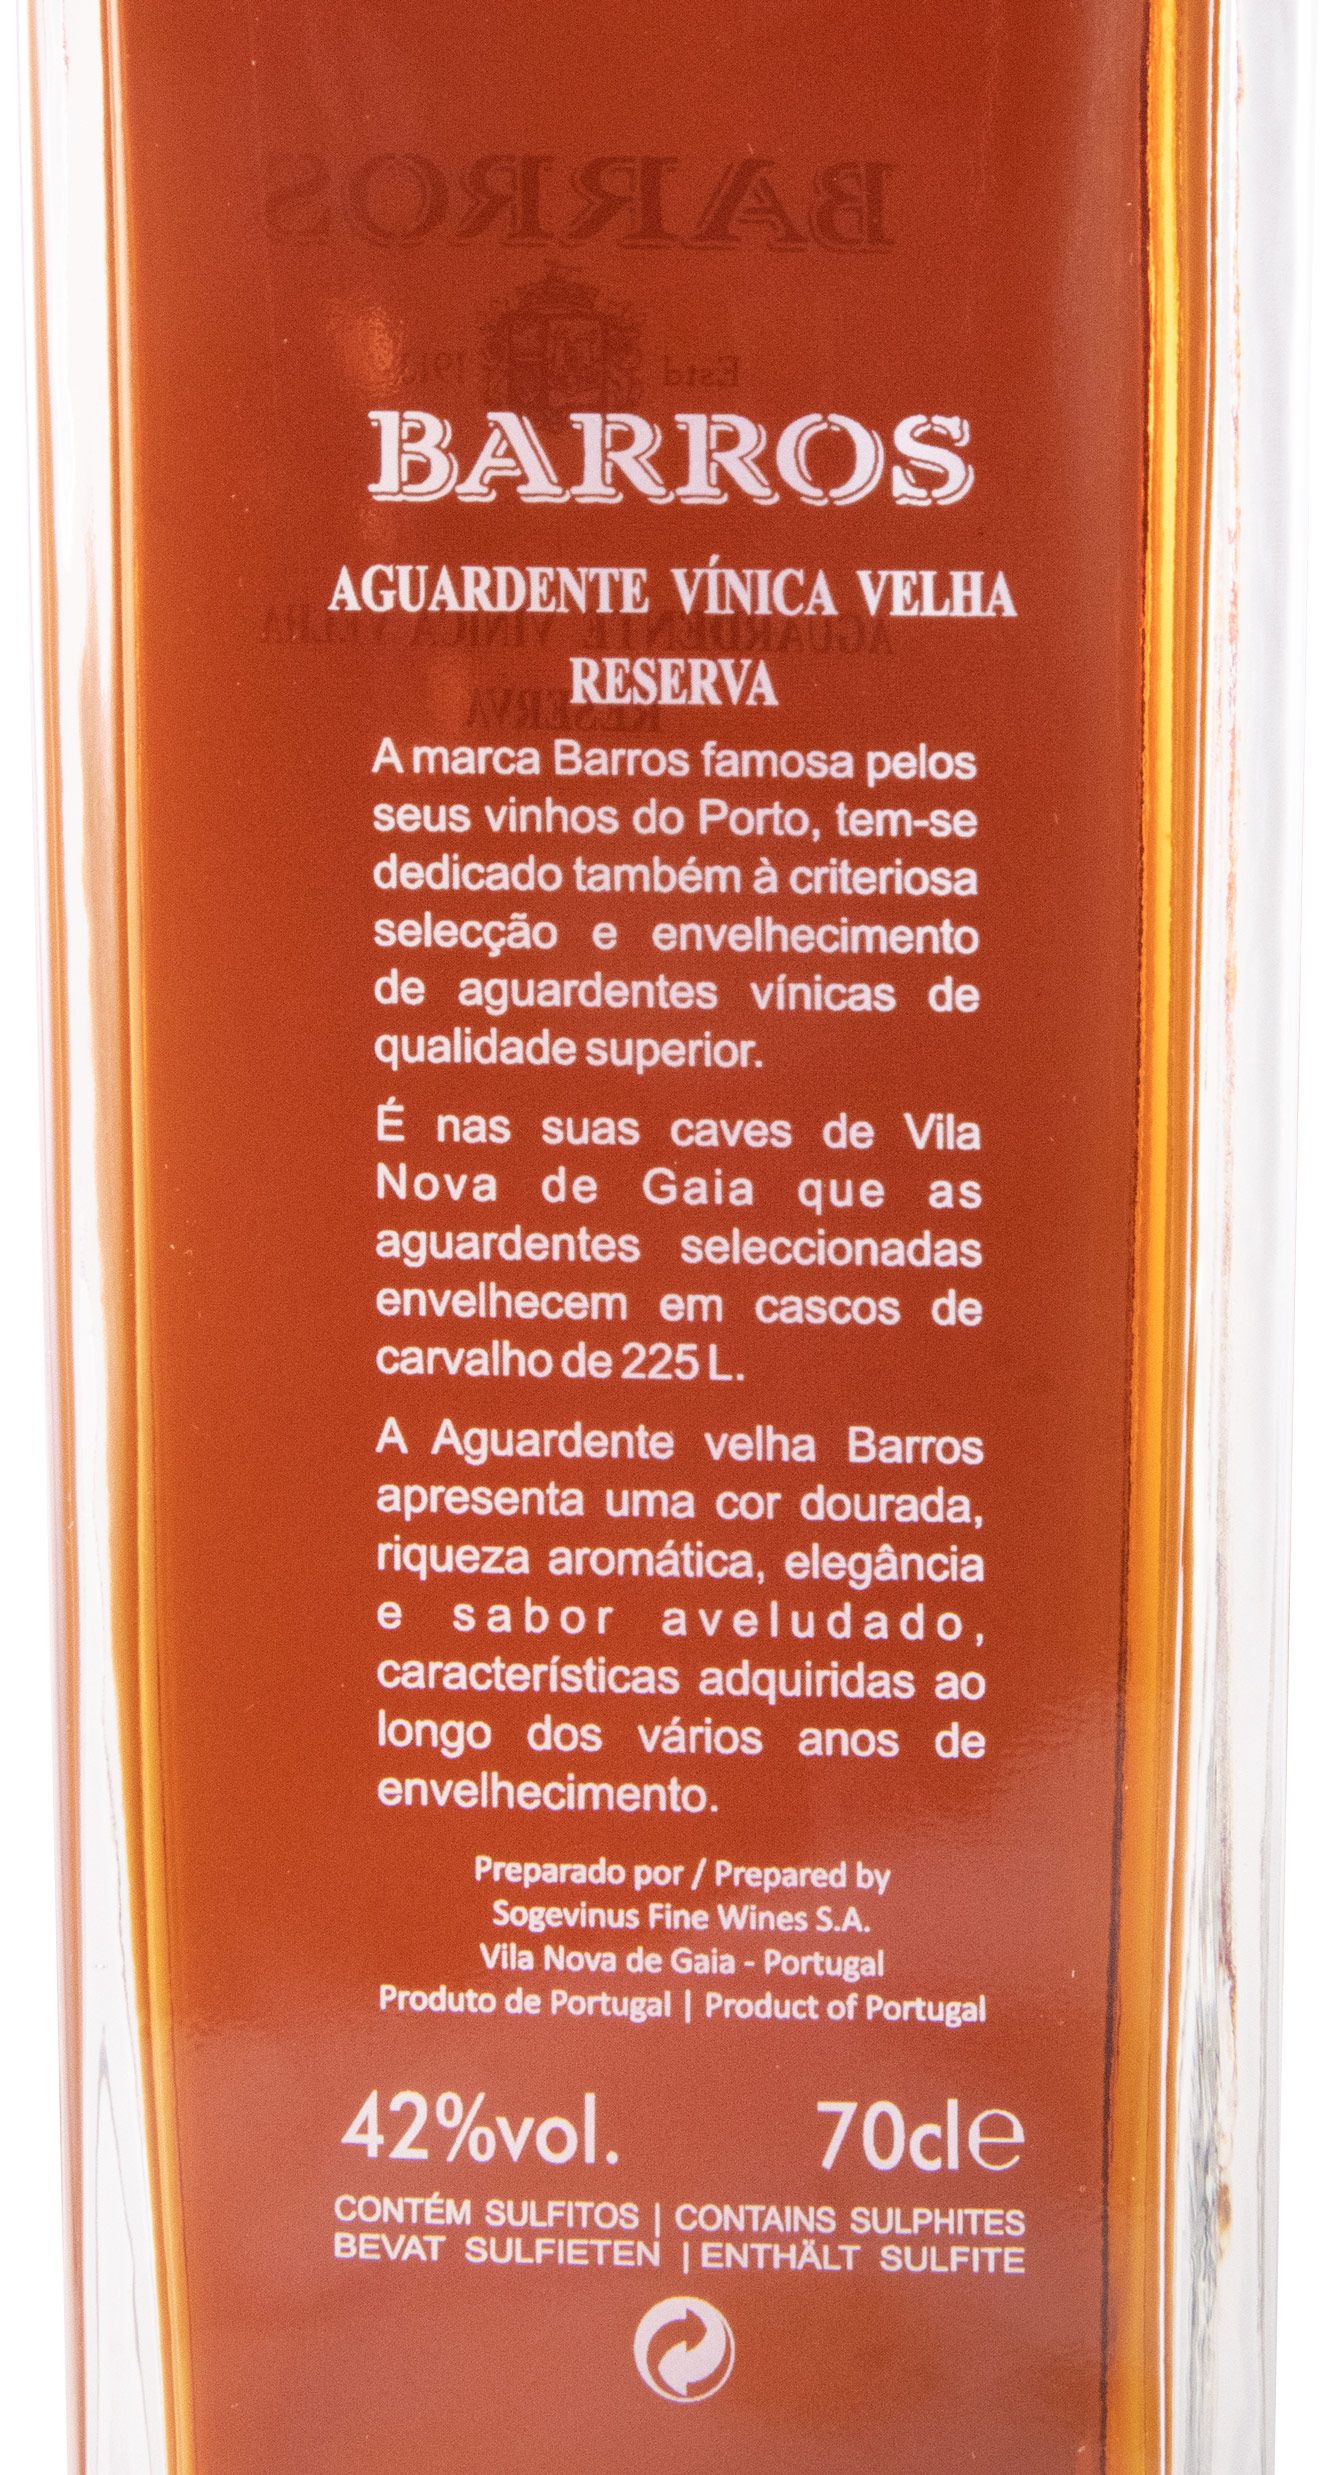 BARROS
Estd
BARROS
AGUARDENTE VÍNICA VELHA
AGUARDENTE VÍNICA VELHA
RESERVA
RESERVA
A marca Barros famosa pelos
seus vinhos do Porto, tem-se
dedicado também à criteriosa
selecção e envelhecimento
de aguardentes vínicas de
qualidade superior.
É nas suas caves de Vila
Nova de Gaia que as
aguardentes seleccionadas
envelhecem em cascos de
carvalho de 225 L.
A Aguardente velha Barros
apresenta uma cor dourada,
riqueza aromática, elegância
e sabor aveludado,
características adquiridas ao
longo dos vários anos de
envelhecimento.
Preparado por / Prepared by
Sogevinus Fine Wines S.A.
Vila Nova de Gaia - Portugal
Produto de Portugal | Product of Portugal
42%vol. 70cl e
CONTÉM SULFITOS | CONTAINS SULPHITES
BEVAT SULFIETEN | ENTHÄLT SULFITE